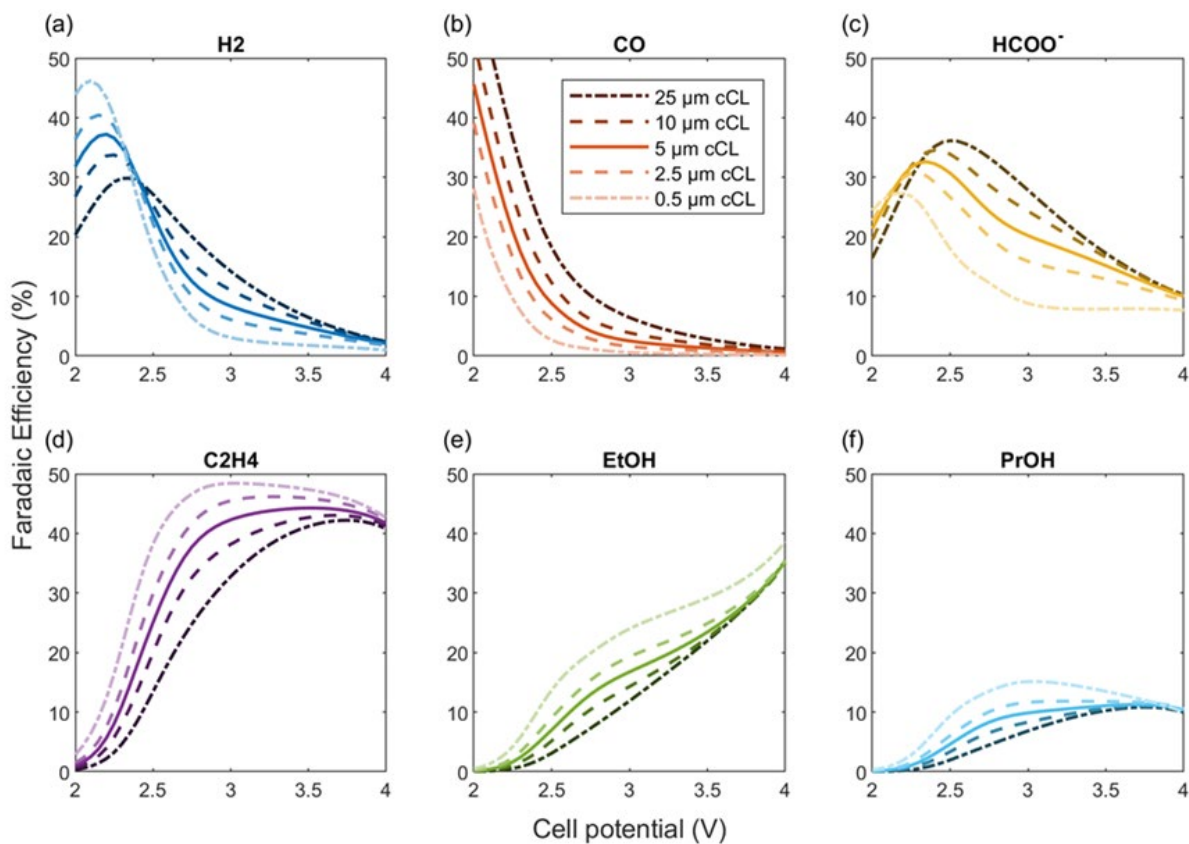 (a)
H2
(b)
CO
(c)
HCOO⁻
50
40
30
20
10
0
2 2.5 3 3.5 4
50
40
30
20
10
0
2 2.5 3 3.5 4
25 µm cCL
10 µm cCL
5 µm cCL
2.5 µm cCL
0.5 µm cCL
50
40
30
20
10
0
2 2.5 3 3.5 4
Faradaic Efficiency (%)
(d)
C2H4
(e)
EtOH
(f)
PrOH
50
40
30
20
10
0
2 2.5 3 3.5 4
50
40
30
20
10
0
2 2.5 3 3.5 4
50
40
30
20
10
0
2 2.5 3 3.5 4
Cell potential (V)